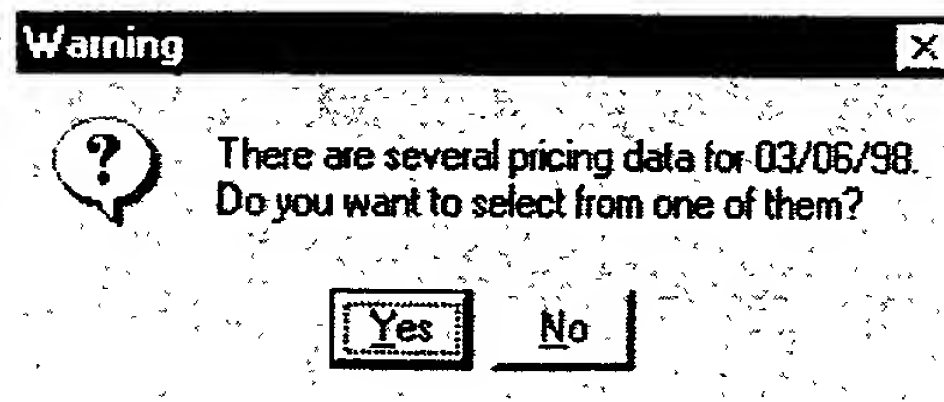 Warning
There are several pricing data for 03/06/98.
Do you want to select from one of them?
Yes No